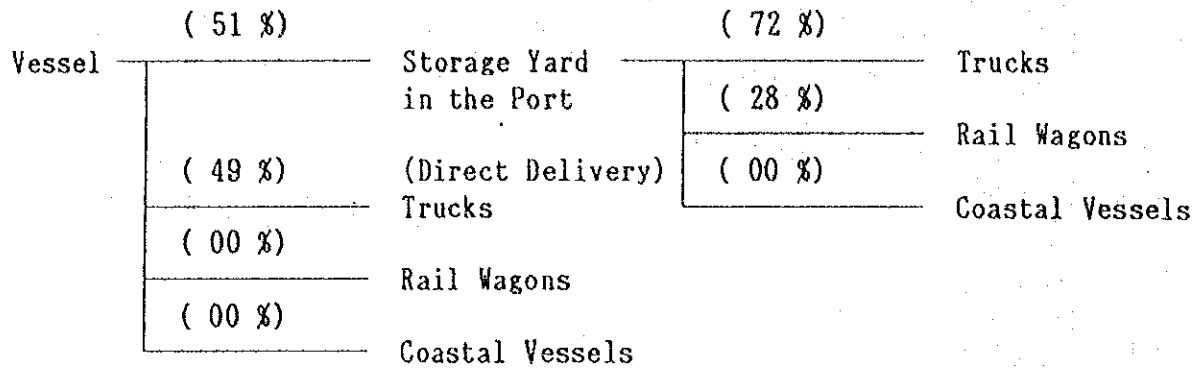 ( 51 %) ( 72 %)
Vessel Storage Yard Trucks
in the Port ( 28 %)
Rail Wagons
( 49 %) (Direct Delivery) ( 00 %)
Trucks Coastal Vessels
( 00 %)
Rail Wagons
( 00 %)
Coastal Vessels